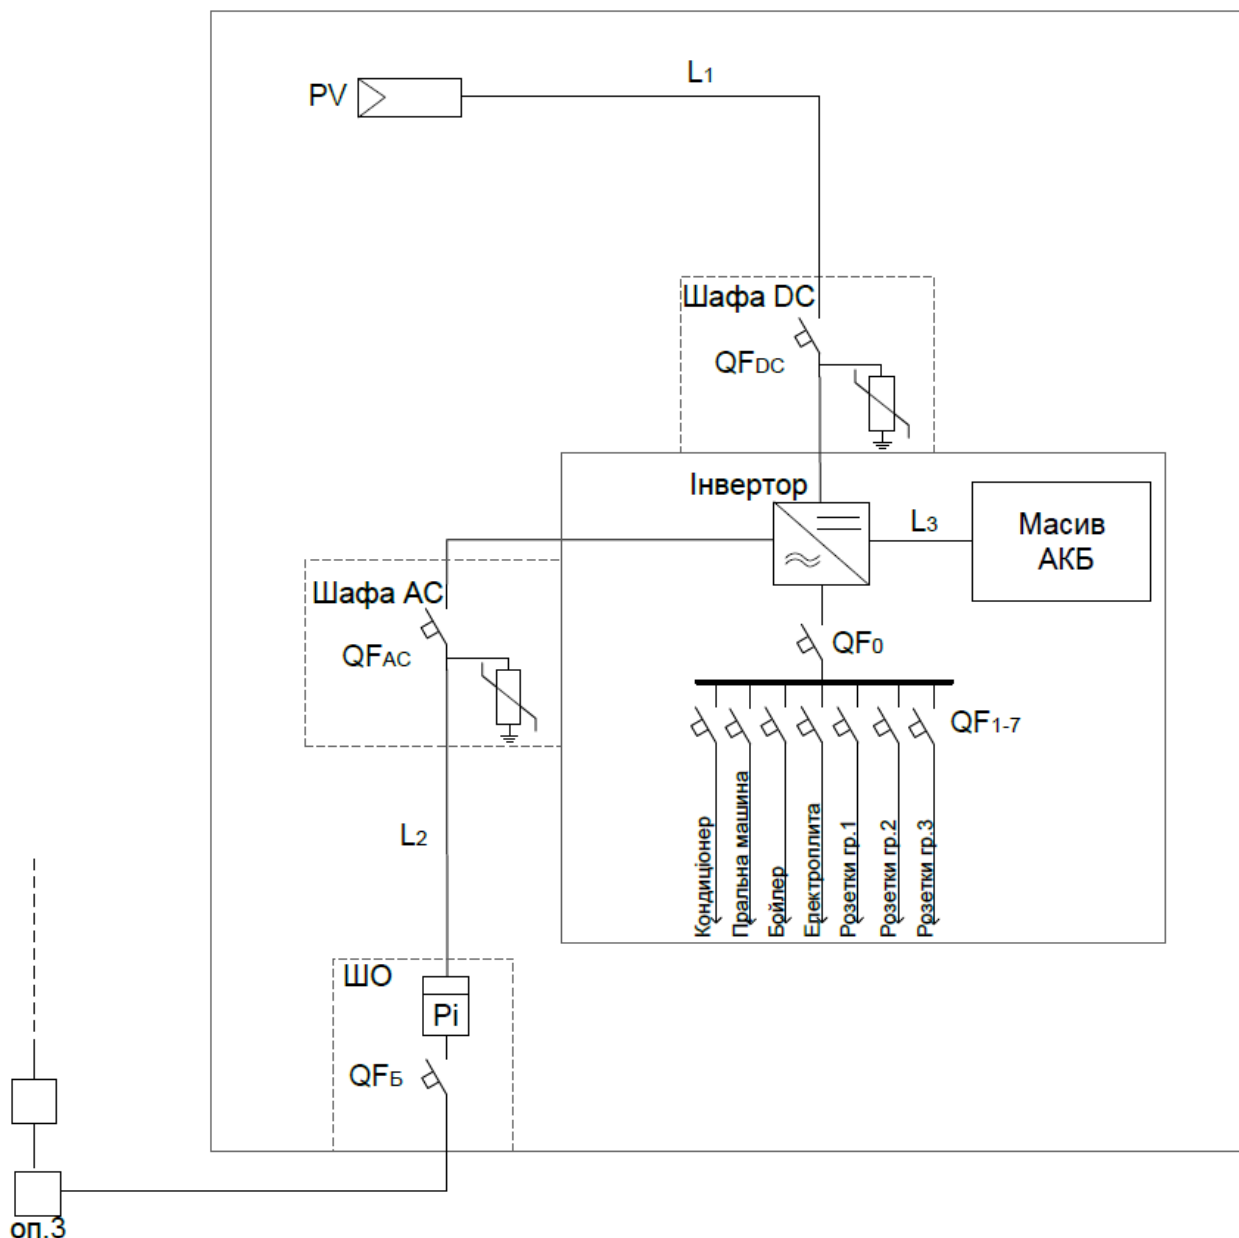 PV
L1
Шафа DC
QFDC
Інвертор
L3
Масив
АКБ
Шафа АС
QFAC
QF0
QF1-7
Кондиціонер
Пральна машина
Бойлер
Електроплита
Розетки гр.1
Розетки гр.2
Розетки гр.3
L2
ШО
Pi
QFБ
оп.3